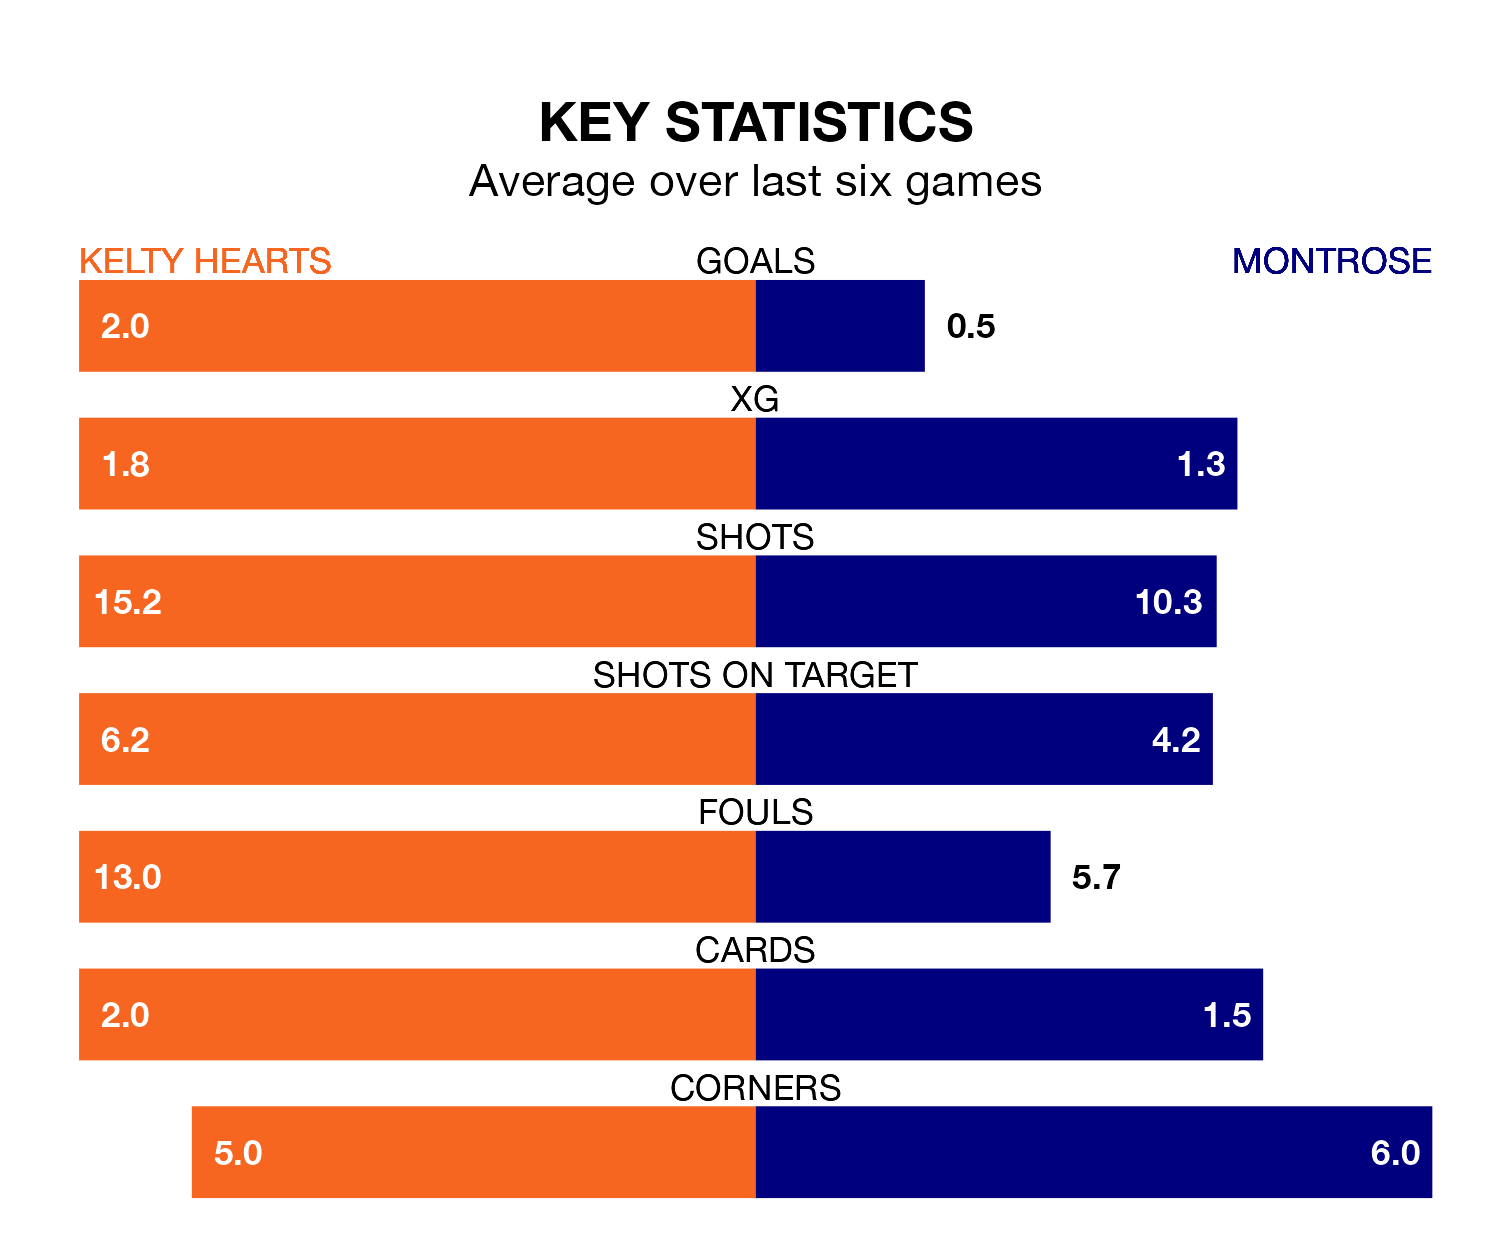 KEY STATISTICS
Average over last six games
KELTY HEARTS GOALS MONTROSE
2.0 0.5
XG
1.8 1.3
SHOTS
15.2 10.3
SHOTS ON TARGET
6.2 4.2
FOULS
13.0 5.7
CARDS
2.0 1.5
CORNERS
5.0 6.0